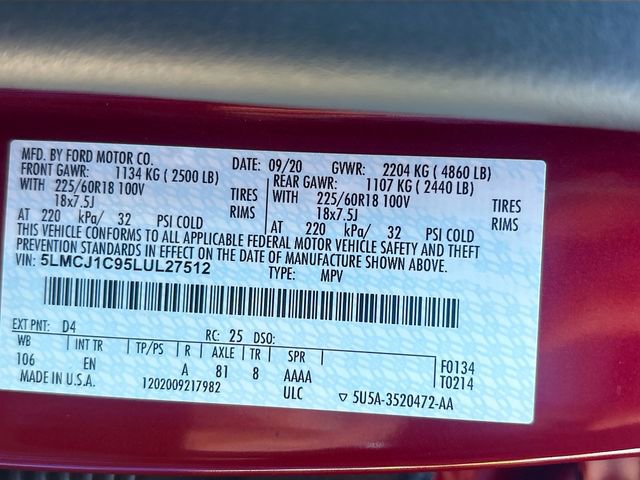 MFD. BY FORD MOTOR CO.
DATE: 09/20 GVWR: 2204 KG ( 4860 LB)
FRONT GAWR: 1134 KG ( 2500 LB)
WITH 225/60R18 100V TIRES
18x7.5J RIMS
AT 220 kPa/ 32 PSI COLD
REAR GAWR: 1107 KG ( 2440 LB)
WITH 225/60R18 100V TIRES
18x7.5J RIMS
AT 220 kPa/ 32 PSI COLD
THIS VEHICLE CONFORMS TO ALL APPLICABLE FEDERAL MOTOR VEHICLE SAFETY AND THEFT
PREVENTION STANDARDS IN EFFECT ON THE DATE OF MANUFACTURE SHOWN ABOVE.
VIN: 5LMCJ1C95LUL27512
TYPE: MPV
EXT PNT: D4 RC: 25 DSO:
WB INT TR TP/PS R AXLE TR SPR
106 EN A 81 8 AAAA
ULC
F0134
T0214
MADE IN U.S.A. 1202009217982
▽ 5U5A-3520472-AA